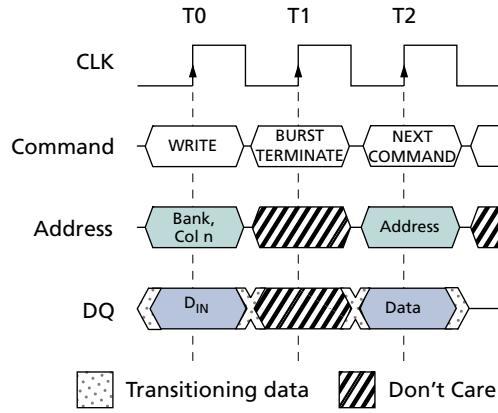 T0 T1 T2
CLK
Command WRITE BURST TERMINATE NEXT COMMAND
Address Bank, Col n Address
DQ DIN Data
Transitioning data Don't Care